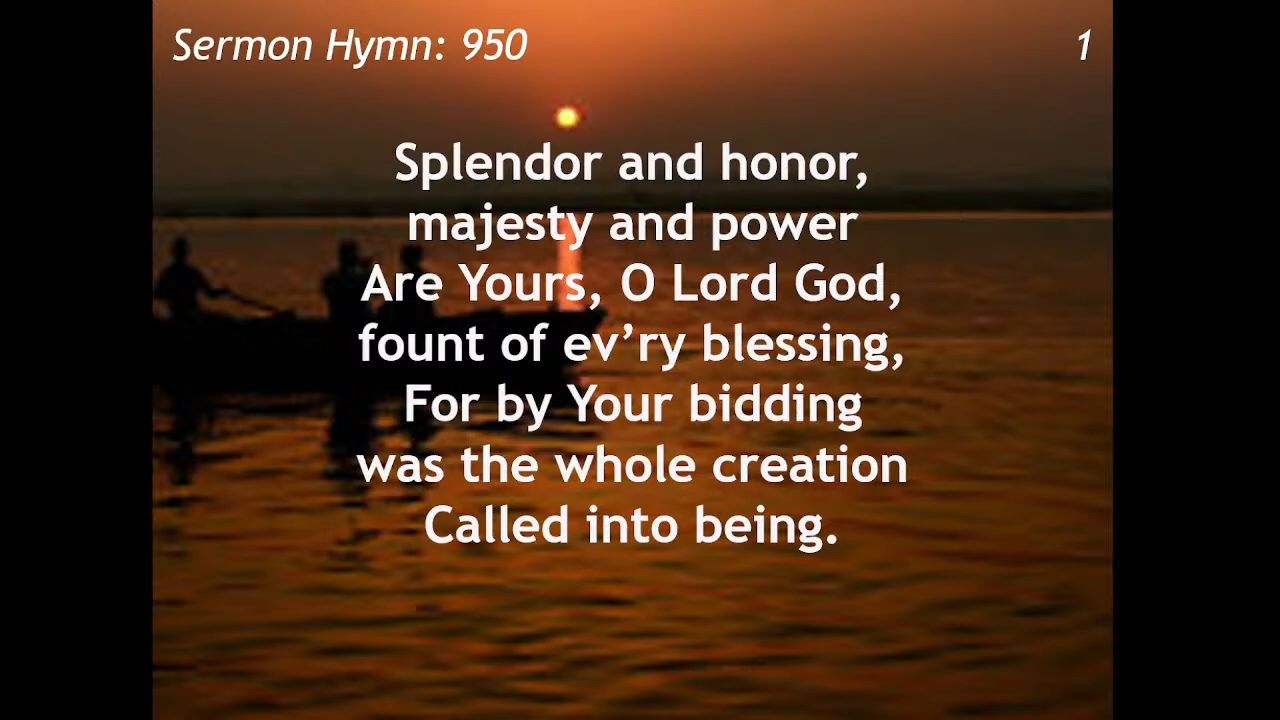 Sermon Hymn: 950 1
Splendor and honor,
majesty and power
Are Yours, O Lord God,
fount of ev’ry blessing,
For by Your bidding
was the whole creation
Called into being.